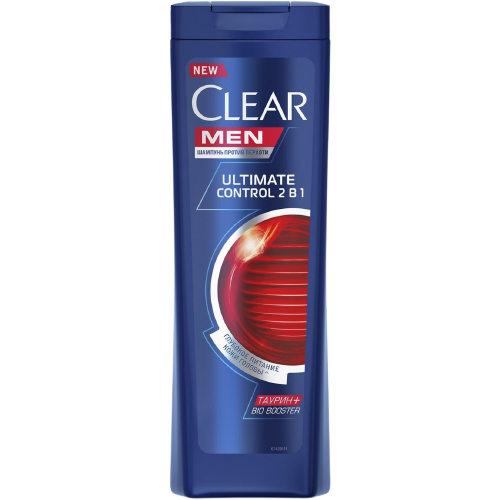 NEW
CLEAR
MEN
ШАМПУНЬ ПРОТИВ ПЕРХОТИ
ULTIMATE
CONTROL 2 В 1
ГЛУБОКОЕ ПИТАНИЕ
КОЖИ ГОЛОВЫ^
ТАУРИН+
BIO BOOSTER